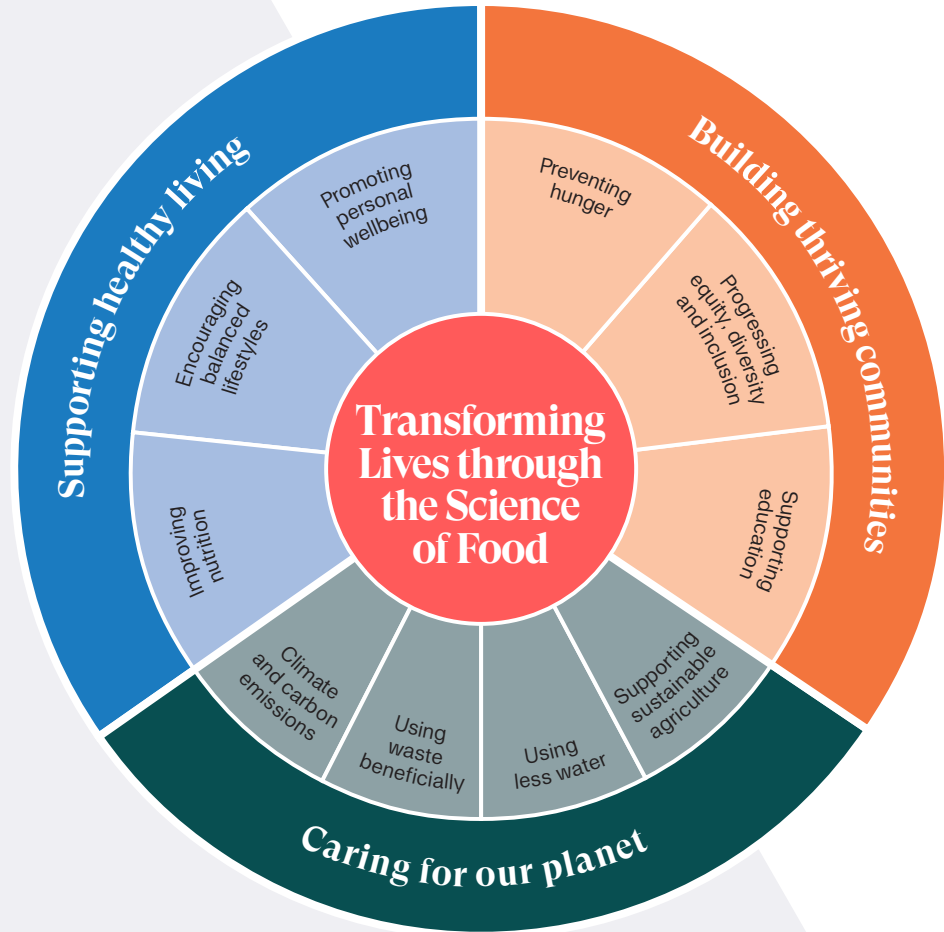 Transforming
Lives through
the Science
of Food
Supporting healthy living
Promoting
personal
wellbeing
Encouraging
balanced
lifestyles
Improving
nutrition
Building thriving communities
Preventing
hunger
Progressing
equity, diversity
and inclusion
Supporting
education
Caring for our planet
Climate
and carbon
emissions
Using
waste
beneficially
Using
less water
Supporting
sustainable
agriculture